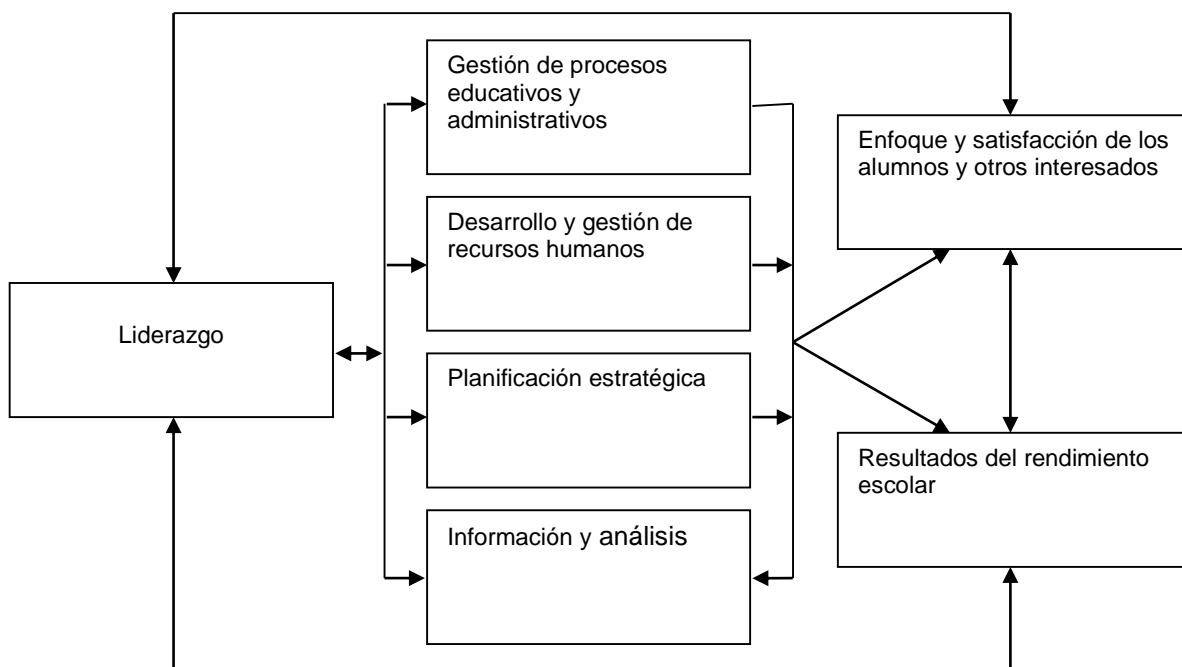 Gestión de procesos
educativos y
administrativos
Enfoque y satisfacción de los
alumnos y otros interesados
Desarrollo y gestión de
recursos humanos
Liderazgo
Planificación estratégica
Resultados del rendimiento
escolar
Información y análisis